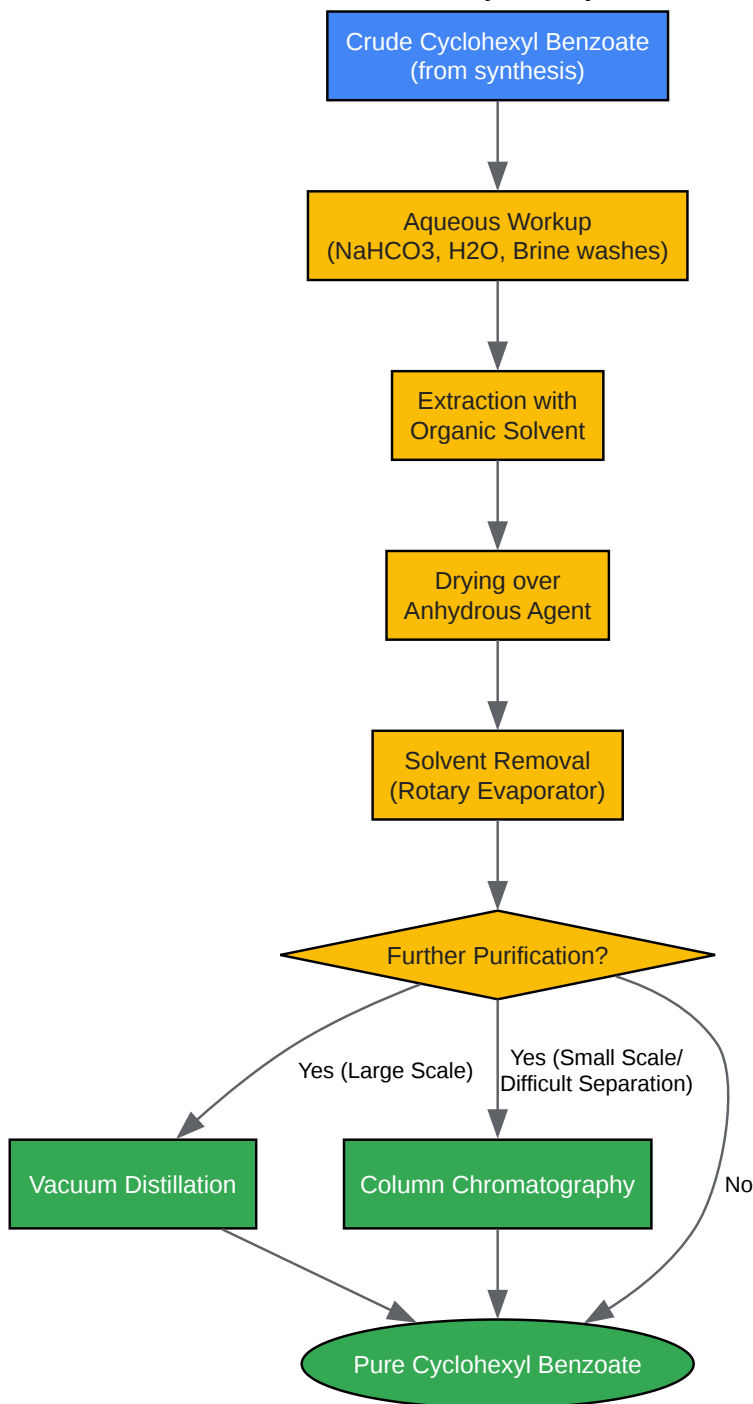 Crude Cyclohexyl Benzoate
(from synthesis)
Aqueous Workup
(NaHCO3, H2O, Brine washes)
Extraction with
Organic Solvent
Drying over
Anhydrous Agent
Solvent Removal
(Rotary Evaporator)
Further Purification?
Yes (Large Scale)
Yes (Small Scale/
Difficult Separation)
No
Vacuum Distillation
Column Chromatography
Pure Cyclohexyl Benzoate